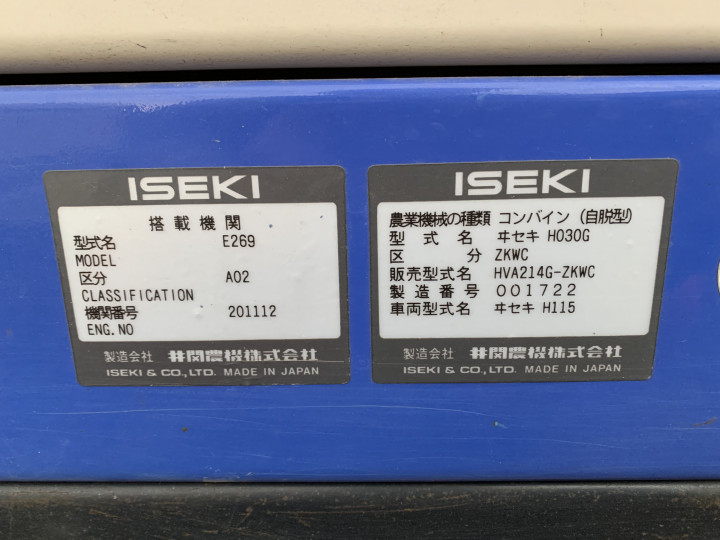 ISEKI
搭載機関
型式名 E269
MODEL
区分 A02
CLASSIFICATION
機関番号 201112
ENG.NO
製造会社 井関農機株式会社
ISEKI & CO.,LTD. MADE IN JAPAN
ISEKI
農業機械の種類 コンバイン (自脱型)
型式名 ヰセキ HO30G
区分 ZKWC
販売型式名 HVA214G-ZKWC
製造番号 001722
車両型式名 ヰセキ H115
製造会社 井関農機株式会社
ISEKI & CO.,LTD. MADE IN JAPAN